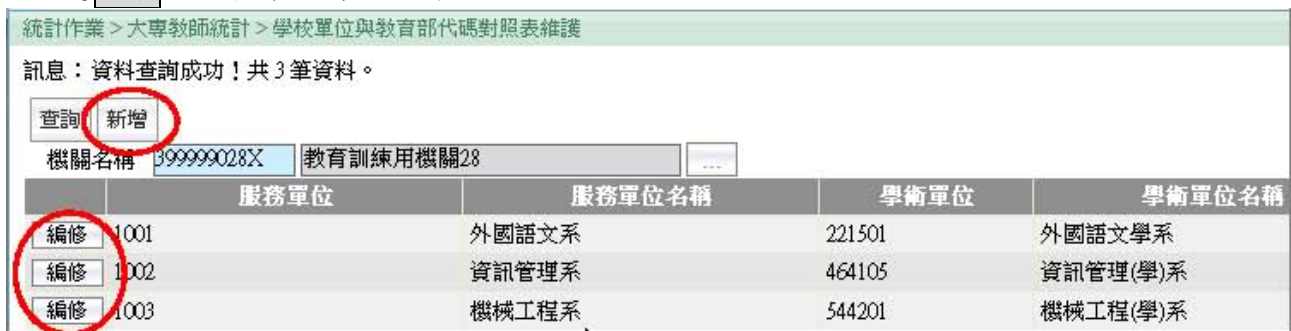 統計作業>大專教師統計>學校單位與教育部代碼對照表維護
訊息：資料查詢成功！共3筆資料。
查詢 新增
機關名稱 399999028X 教育訓練用機關28 ...
服務單位 服務單位名稱 學術單位 學術單位名稱
編修 1001 外國語文系 221501 外國語文學系
編修 1002 資訊管理系 464105 資訊管理(學)系
編修 1003 機械工程系 544201 機械工程(學)系